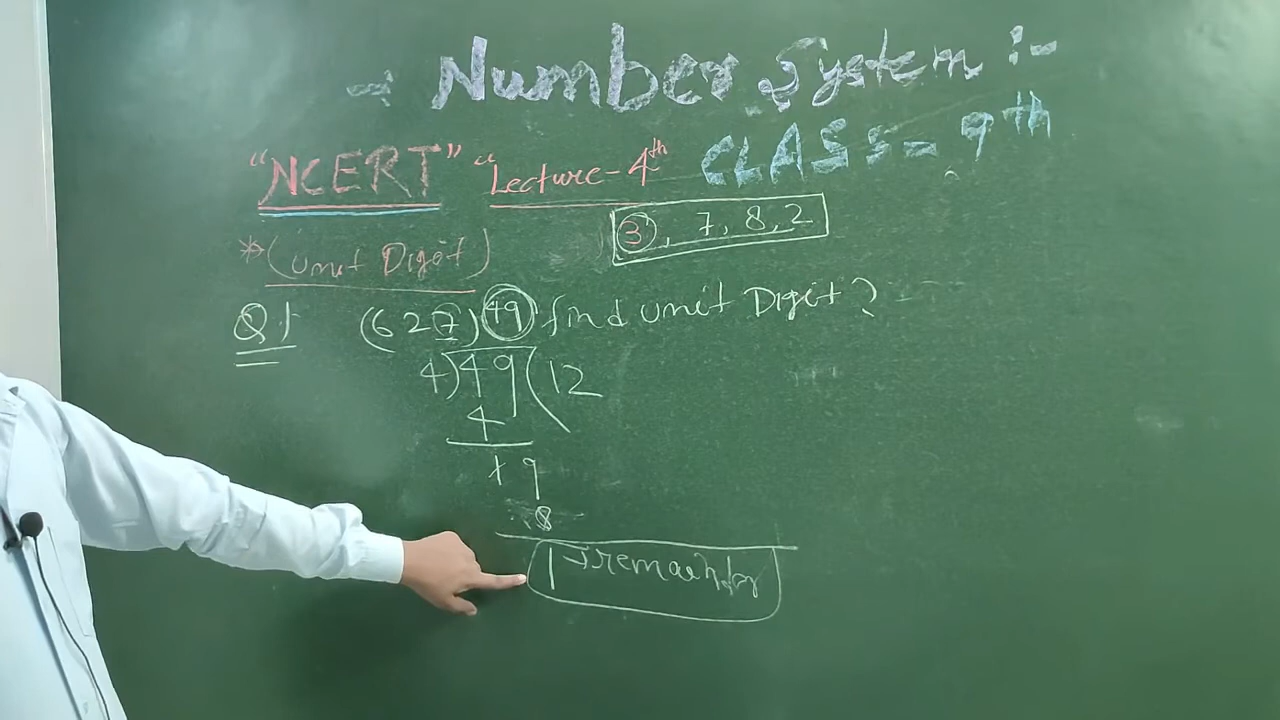 → Number System :-
"NCERT" "Lecture - 4th CLASS = 9th
3, 7, 8, 2
*(Unit Digit)
Q.1 (627)49 find Unit Digit?
4)49(12
4
×9
8
1→remainder